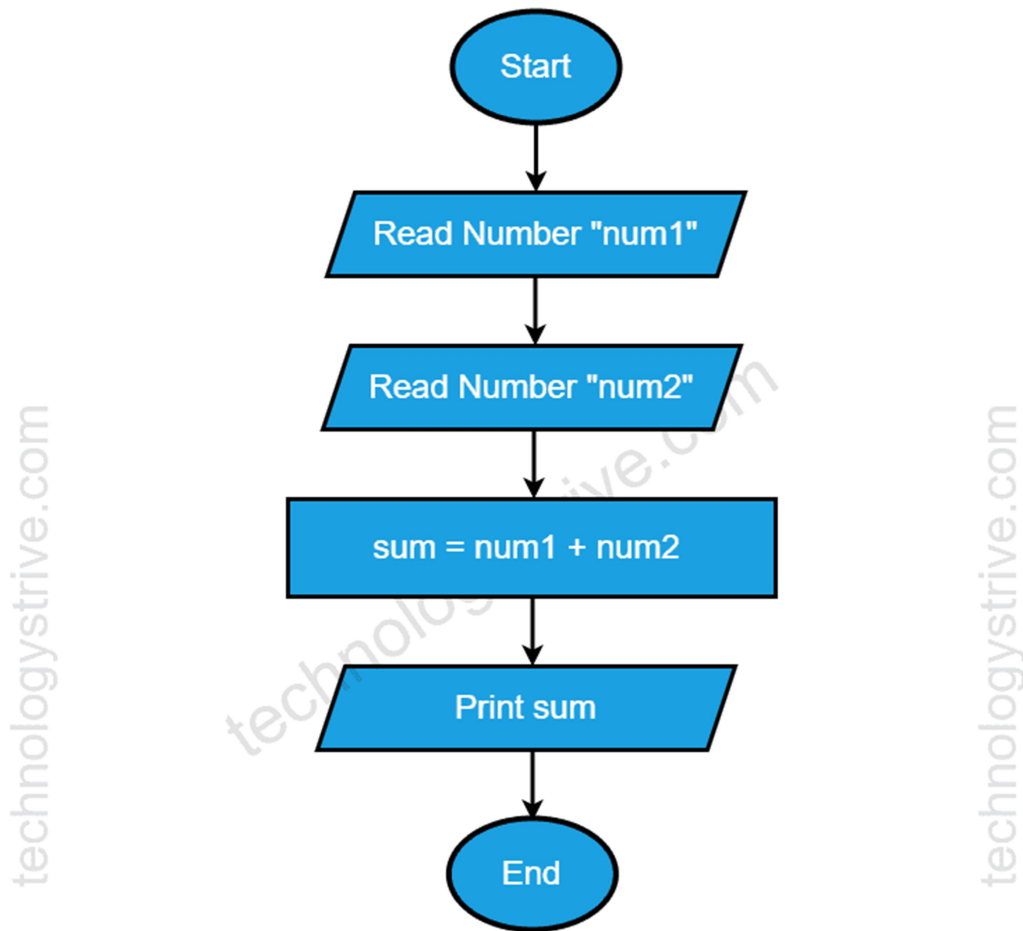 Start
Read Number "num1"
Read Number "num2"
sum = num1 + num2
Print sum
End
technologystrive.com
technologystrive.com
technologystrive.com